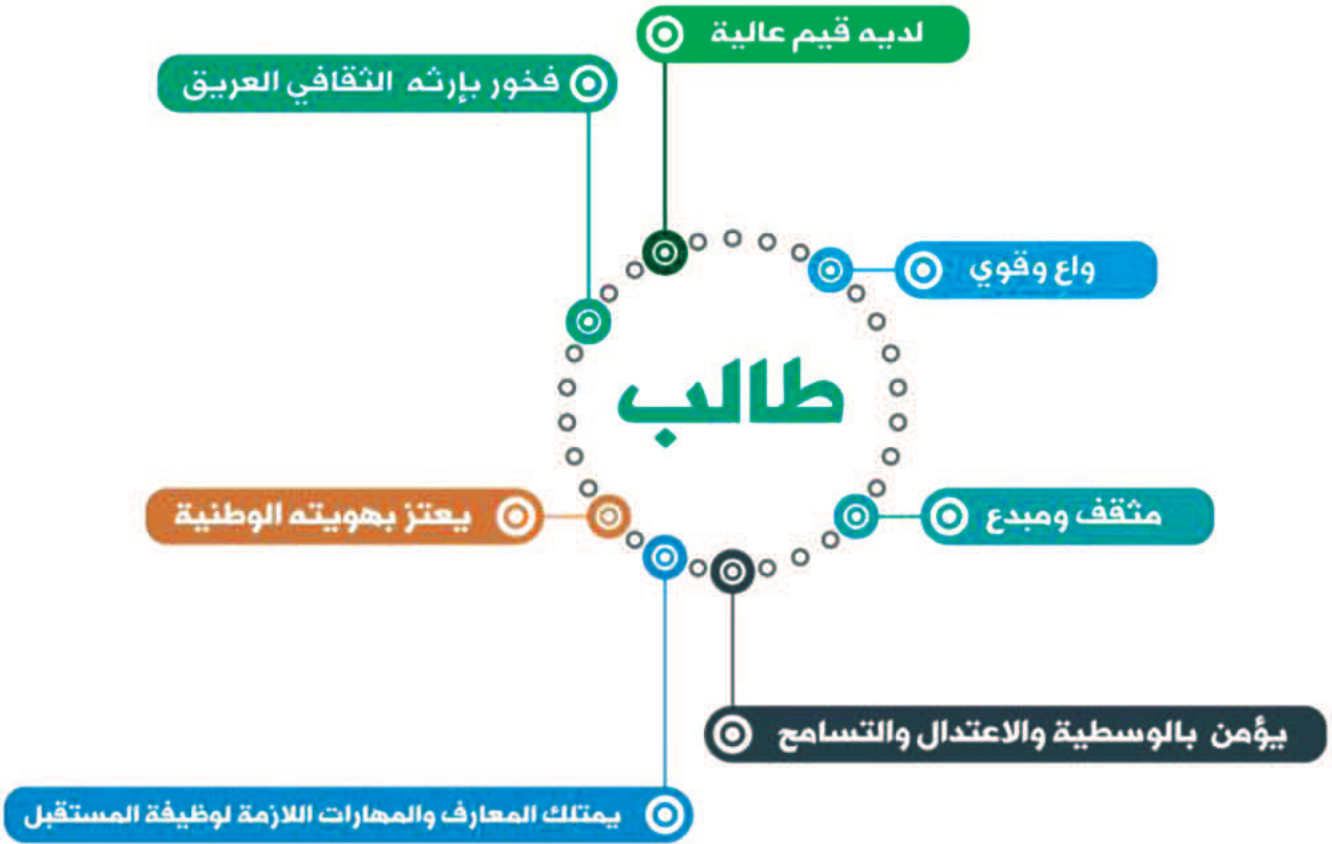 لديه قيم عالية
فخور بإرثه الثقافي العريق
واع وقوي
طالب
مثقف ومبدع
يعتز بهويته الوطنية
يؤمن بالوسطية والاعتدال والتسامح
يمتلك المعارف والمهارات اللازمة لوظيفة المستقبل